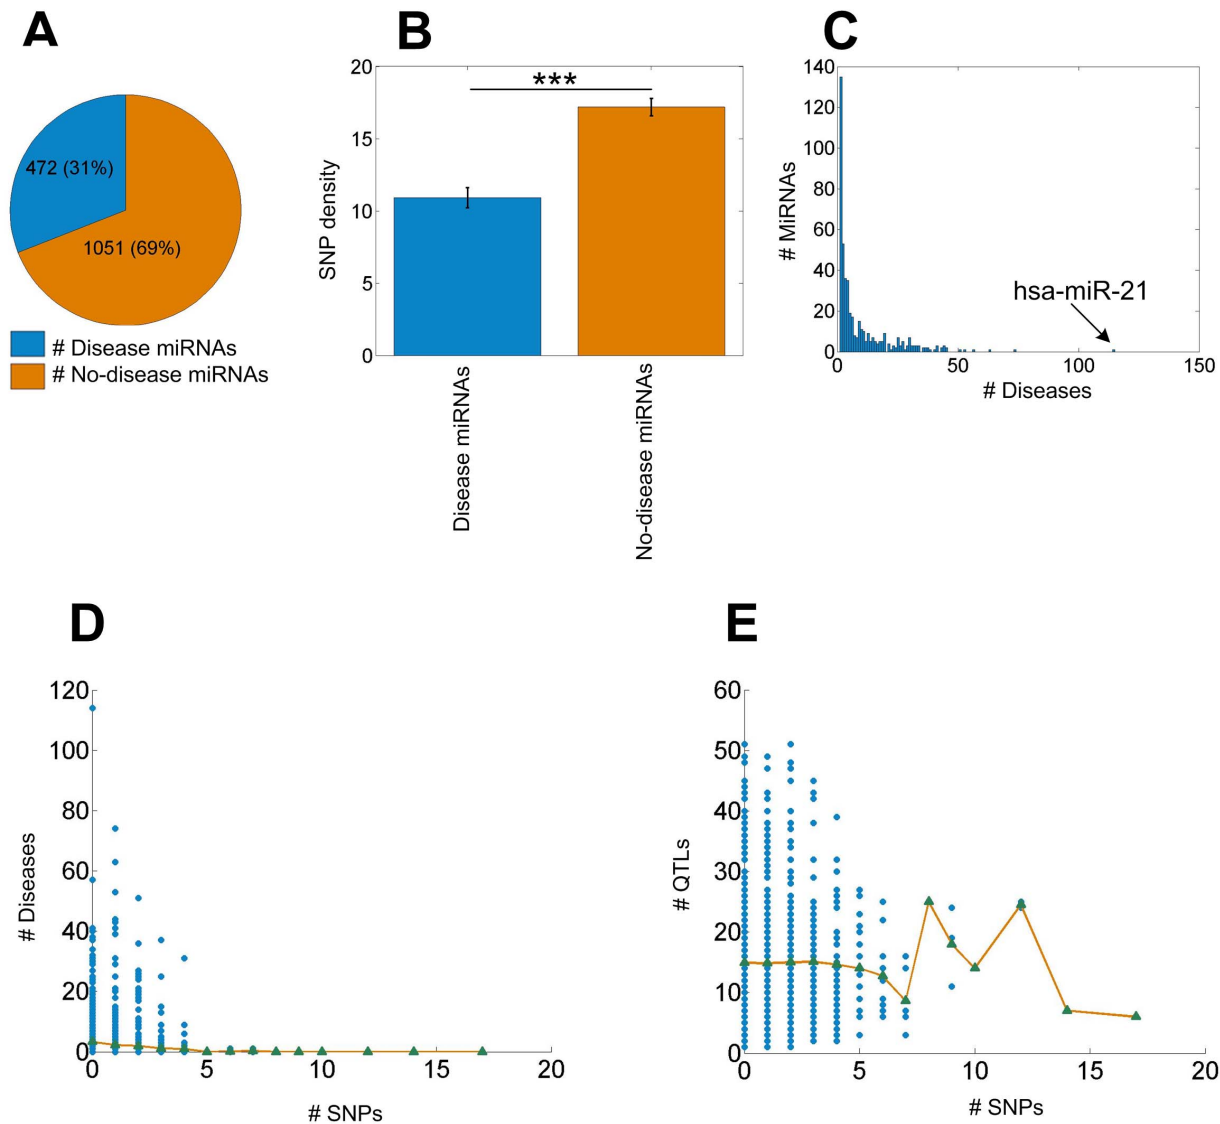 A
472 (31%)
1051 (69%)
# Disease miRNAs
# No-disease miRNAs
B
***
20
15
10
5
0
SNP density
Disease miRNAs
No-disease miRNAs
C
140
120
100
80
60
40
20
0
# MiRNAs
hsa-miR-21
0 50 100 150
# Diseases
D
120
100
80
60
40
20
0
# Diseases
0 5 10 15 20
# SNPs
E
60
50
40
30
20
10
0
# QTLs
0 5 10 15 20
# SNPs